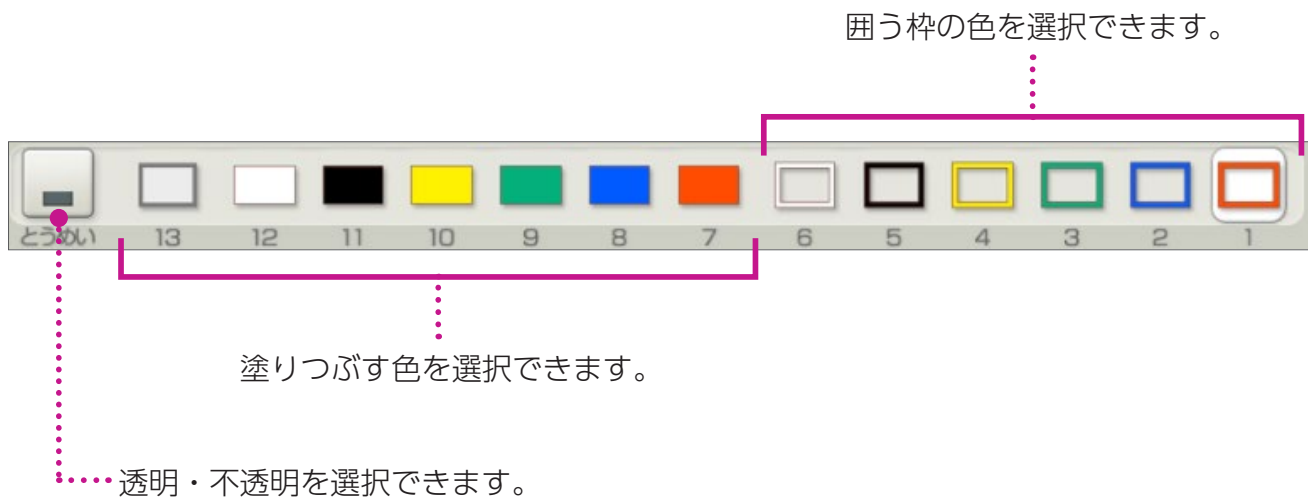 囲う枠の色を選択できます。
とうめい 13 12 11 10 9 8 7 6 5 4 3 2 1
塗りつぶす色を選択できます。
透明・不透明を選択できます。